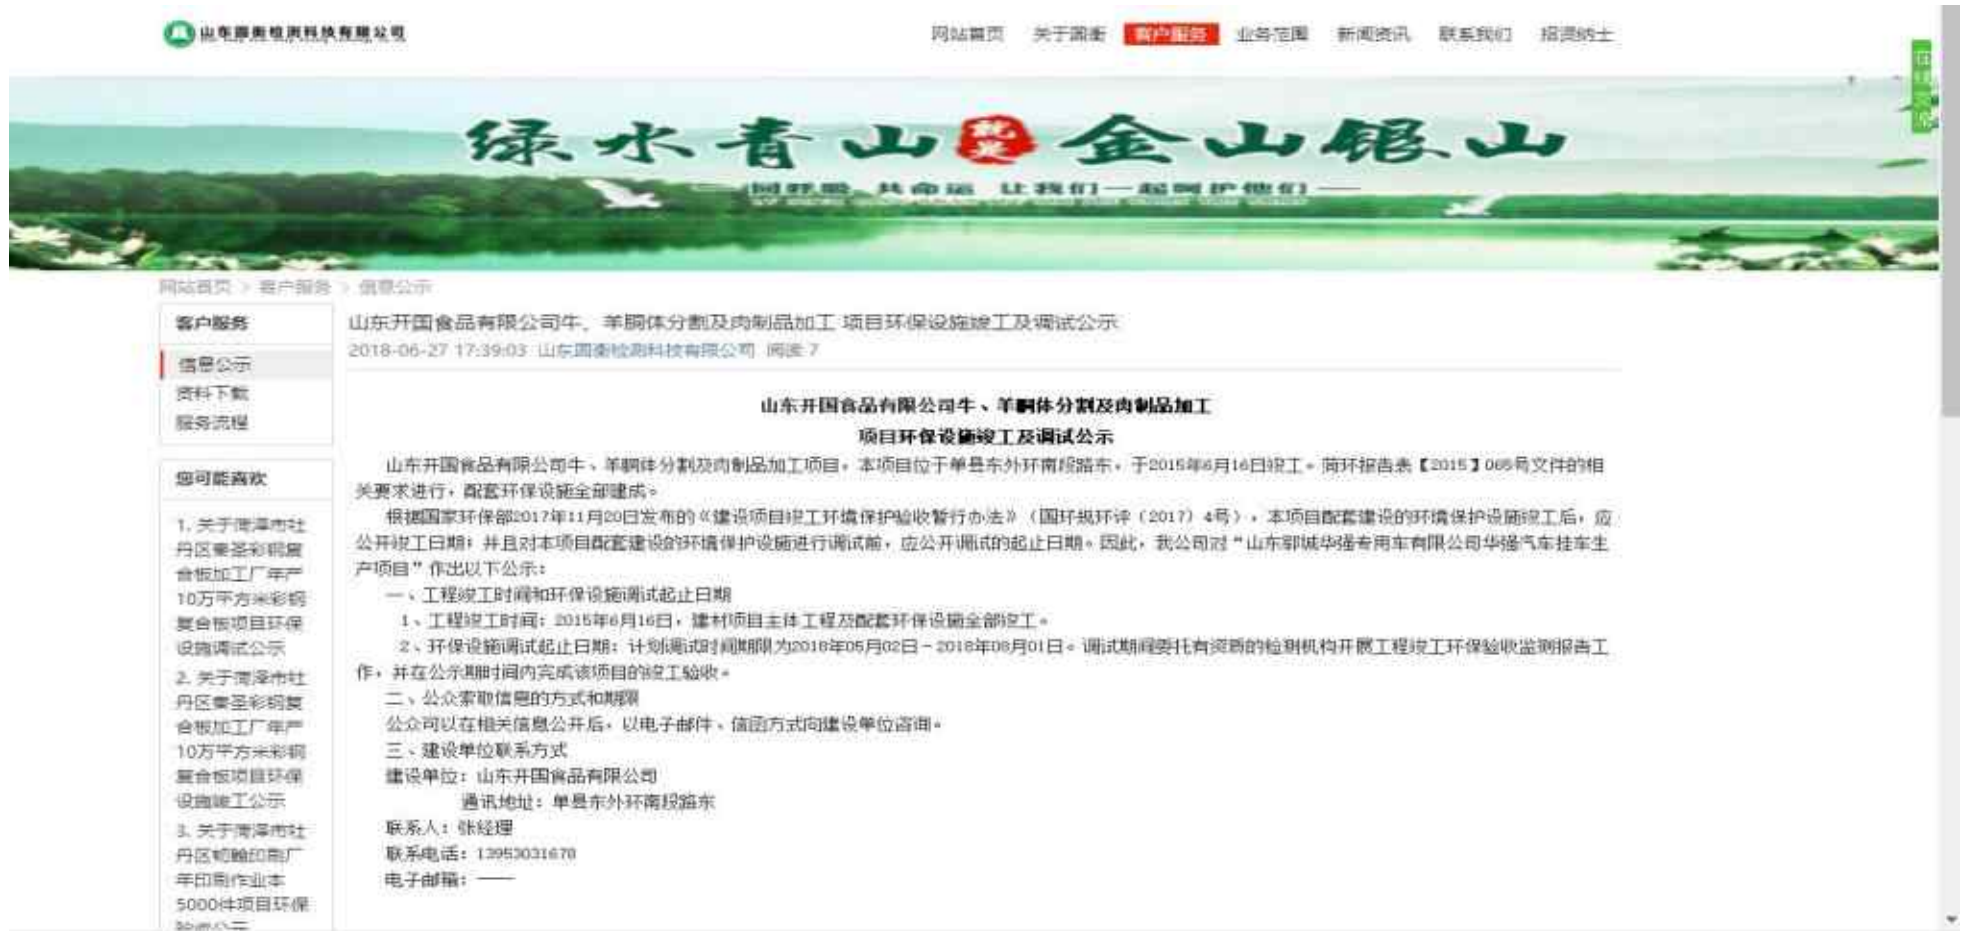 山东国衡检测科技有限公司
网站首页 关于国衡 客户服务 业务范围 新闻资讯 联系我们 招贤纳士
绿水青山就是金山银山
同呼吸 共命运 让我们一起呵护他们
网站首页 > 客户服务 > 信息公示
客户服务
信息公示
资料下载
服务流程
您可能喜欢
1. 关于菏泽市牡
丹区秦圣彩钢复
合板加工厂年产
10万平方米彩钢
复合板项目环保
设施调试公示
2. 关于菏泽市牡
丹区秦圣彩钢复
合板加工厂年产
10万平方米彩钢
复合板项目环保
设施竣工公示
3. 关于菏泽市牡
年印刷作业本
5000件项目环保
山东开国食品有限公司牛、羊胴体分割及肉制品加工 项目环保设施竣工及调试公示
2018-06-27 17:39:03 山东国衡检测科技有限公司 阅读 7
山东开国食品有限公司牛、羊胴体分割及肉制品加工
项目环保设施竣工及调试公示
山东开国食品有限公司牛、羊胴体分割及肉制品加工项目，本项目位于单县东外环南段路东，于2015年6月16日竣工。菏环报告表【2015】065号文件的相
关要求进行，配套环保设施全部建成。
根据国家环保部2017年11月20日发布的《建设项目竣工环境保护验收暂行办法》（国环规环评（2017）4号），本项目配套建设的环境保护设施竣工后，应
公开竣工日期；并且对本项目配套建设的环境保护设施进行调试前，应公开调试的起止日期。因此，我公司对“山东郓城华强专用车有限公司华强汽车挂车生
产项目”作出以下公示：
一、工程竣工时间和环保设施调试起止日期
1、工程竣工时间：2015年6月16日，建材项目主体工程及配套环保设施全部竣工。
2、环保设施调试起止日期：计划调试时间期限为2018年05月02日－2018年08月01日。调试期间委托有资质的检测机构开展工程竣工环保验收监测报告工
作，并在公示期时间内完成该项目的竣工验收。
二、公众索取信息的方式和期限
公众可以在相关信息公开后，以电子邮件、信函方式向建设单位咨询。
三、建设单位联系方式
建设单位：山东开国食品有限公司
通讯地址：单县东外环南段路东
联系人：张经理
联系电话：13953031678
电子邮箱：——